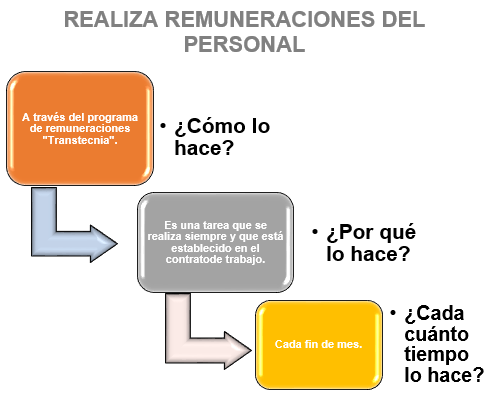 REALIZA REMUNERACIONES DEL
PERSONAL
A través del programa
de remuneraciones
"Transtecnia".
• ¿Cómo lo
hace?
Es una tarea que se
realiza siempre y que está
establecido en el
contratode trabajo.
• ¿Por qué
lo hace?
Cada fin de mes.
• ¿Cada
cuánto
tiempo
lo hace?